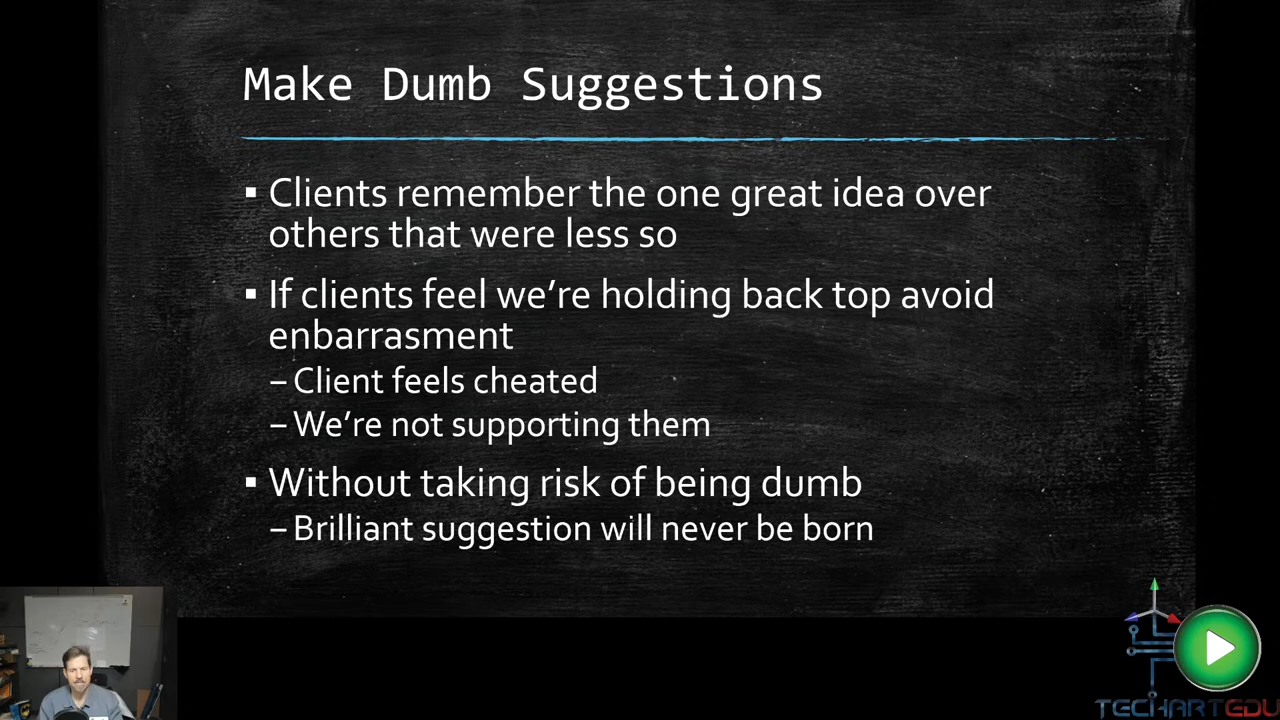 Make Dumb Suggestions
▪ Clients remember the one great idea over
others that were less so
▪ If clients feel we’re holding back top avoid
enbarrasment
– Client feels cheated
– We’re not supporting them
▪ Without taking risk of being dumb
– Brilliant suggestion will never be born
TECHARTEDU